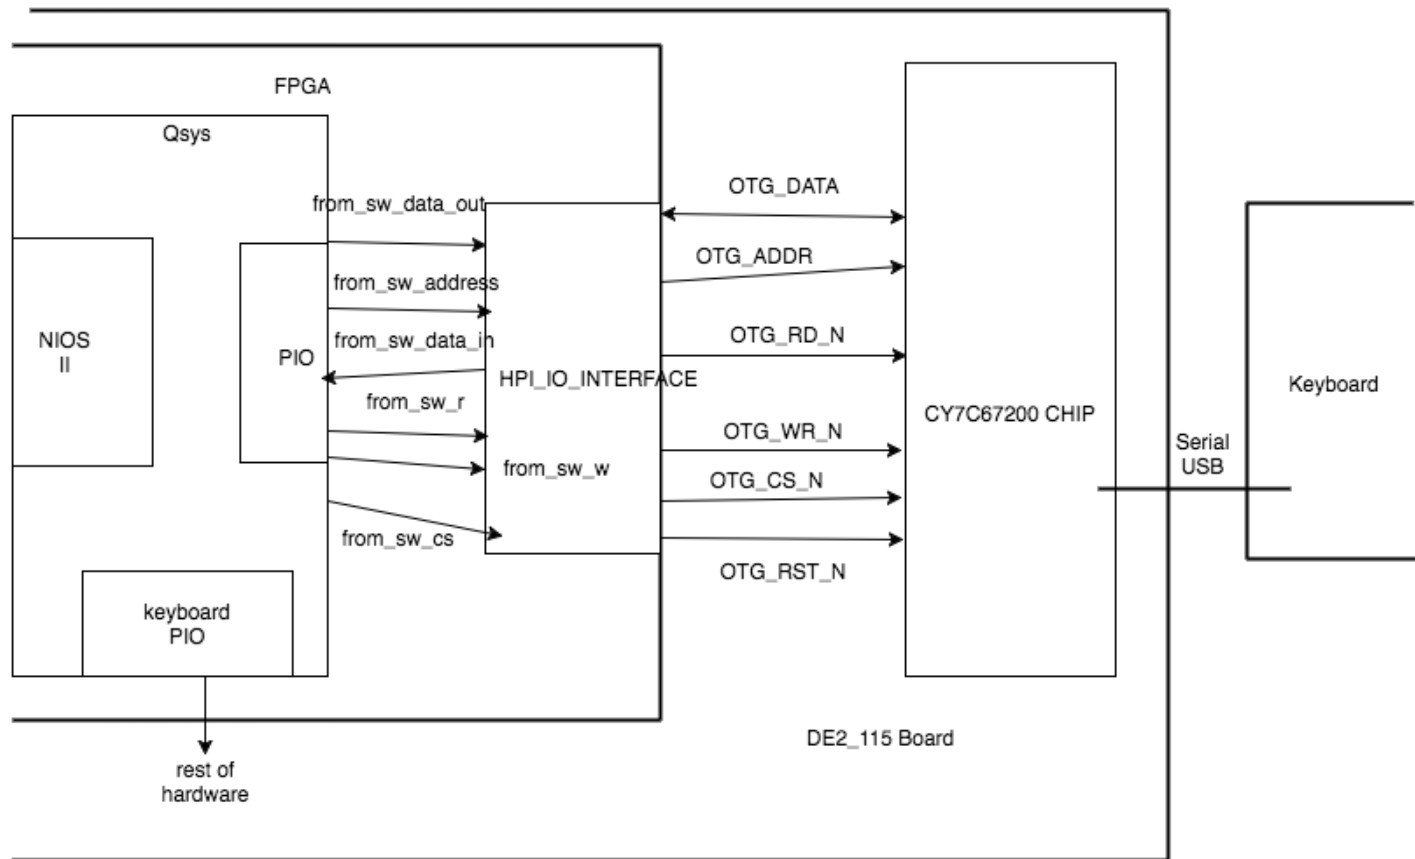 FPGA
Qsys
from_sw_data_out
from_sw_address
from_sw_data_in
from_sw_r
from_sw_w
from_sw_cs
NIOS
II
PIO
keyboard
PIO
rest of
hardware
HPI_IO_INTERFACE
OTG_DATA
OTG_ADDR
OTG_RD_N
OTG_WR_N
OTG_CS_N
OTG_RST_N
CY7C67200 CHIP
DE2_115 Board
Serial
USB
Keyboard